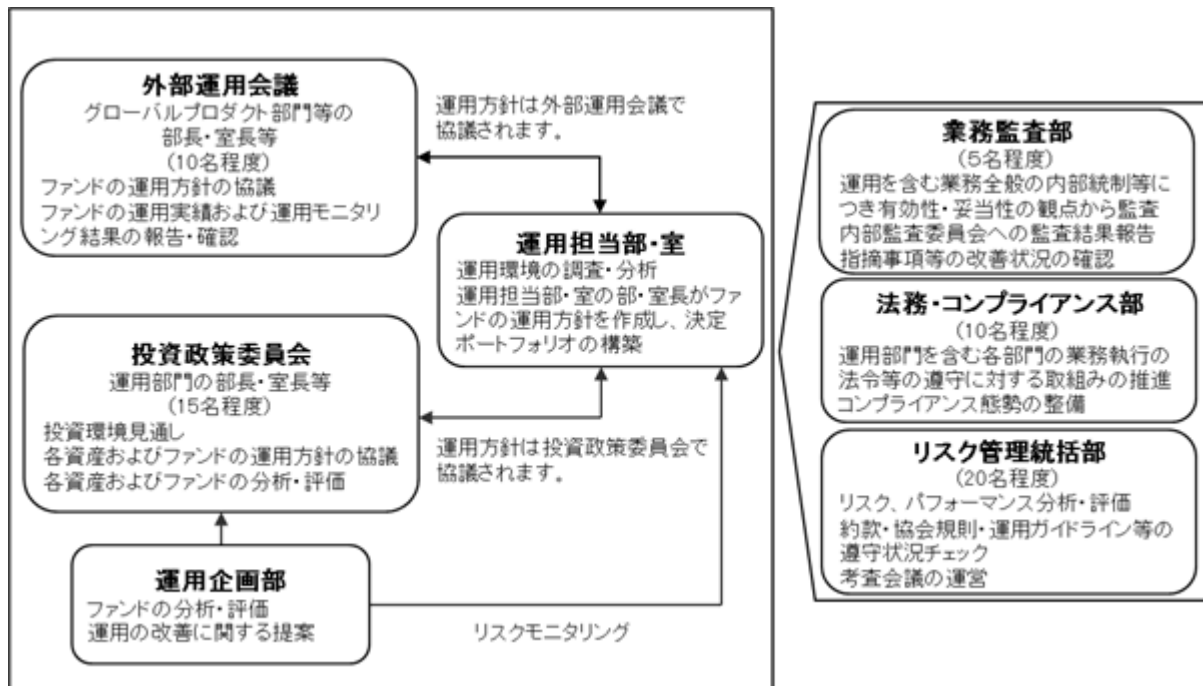 外部運用会議
グローバルプロダクト部門等の
部長・室長等
(10名程度)
ファンドの運用方針の協議
ファンドの運用実績および運用モニタリ
ング結果の報告・確認
運用方針は外部運用会議で
協議されます。
運用担当部・室
運用環境の調査・分析
運用担当部・室の部・室長がファ
ンドの運用方針を作成し、決定
ポートフォリオの構築
投資政策委員会
運用部門の部長・室長等
(15名程度)
投資環境見通し
各資産およびファンドの運用方針の協議
各資産およびファンドの分析・評価
運用方針は投資政策委員会で
協議されます。
運用企画部
ファンドの分析・評価
運用の改善に関する提案
リスクモニタリング
業務監査部
(5名程度)
運用を含む業務全般の内部統制等に
つき有効性・妥当性の観点から監査
内部監査委員会への監査結果報告
指摘事項等の改善状況の確認
法務・コンプライアンス部
(10名程度)
運用部門を含む各部門の業務執行の
法令等の遵守に対する取組みの推進
コンプライアンス態勢の整備
リスク管理統括部
(20名程度)
リスク、パフォーマンス分析・評価
約款・協会規則・運用ガイドライン等の
遵守状況チェック
考査会議の運営